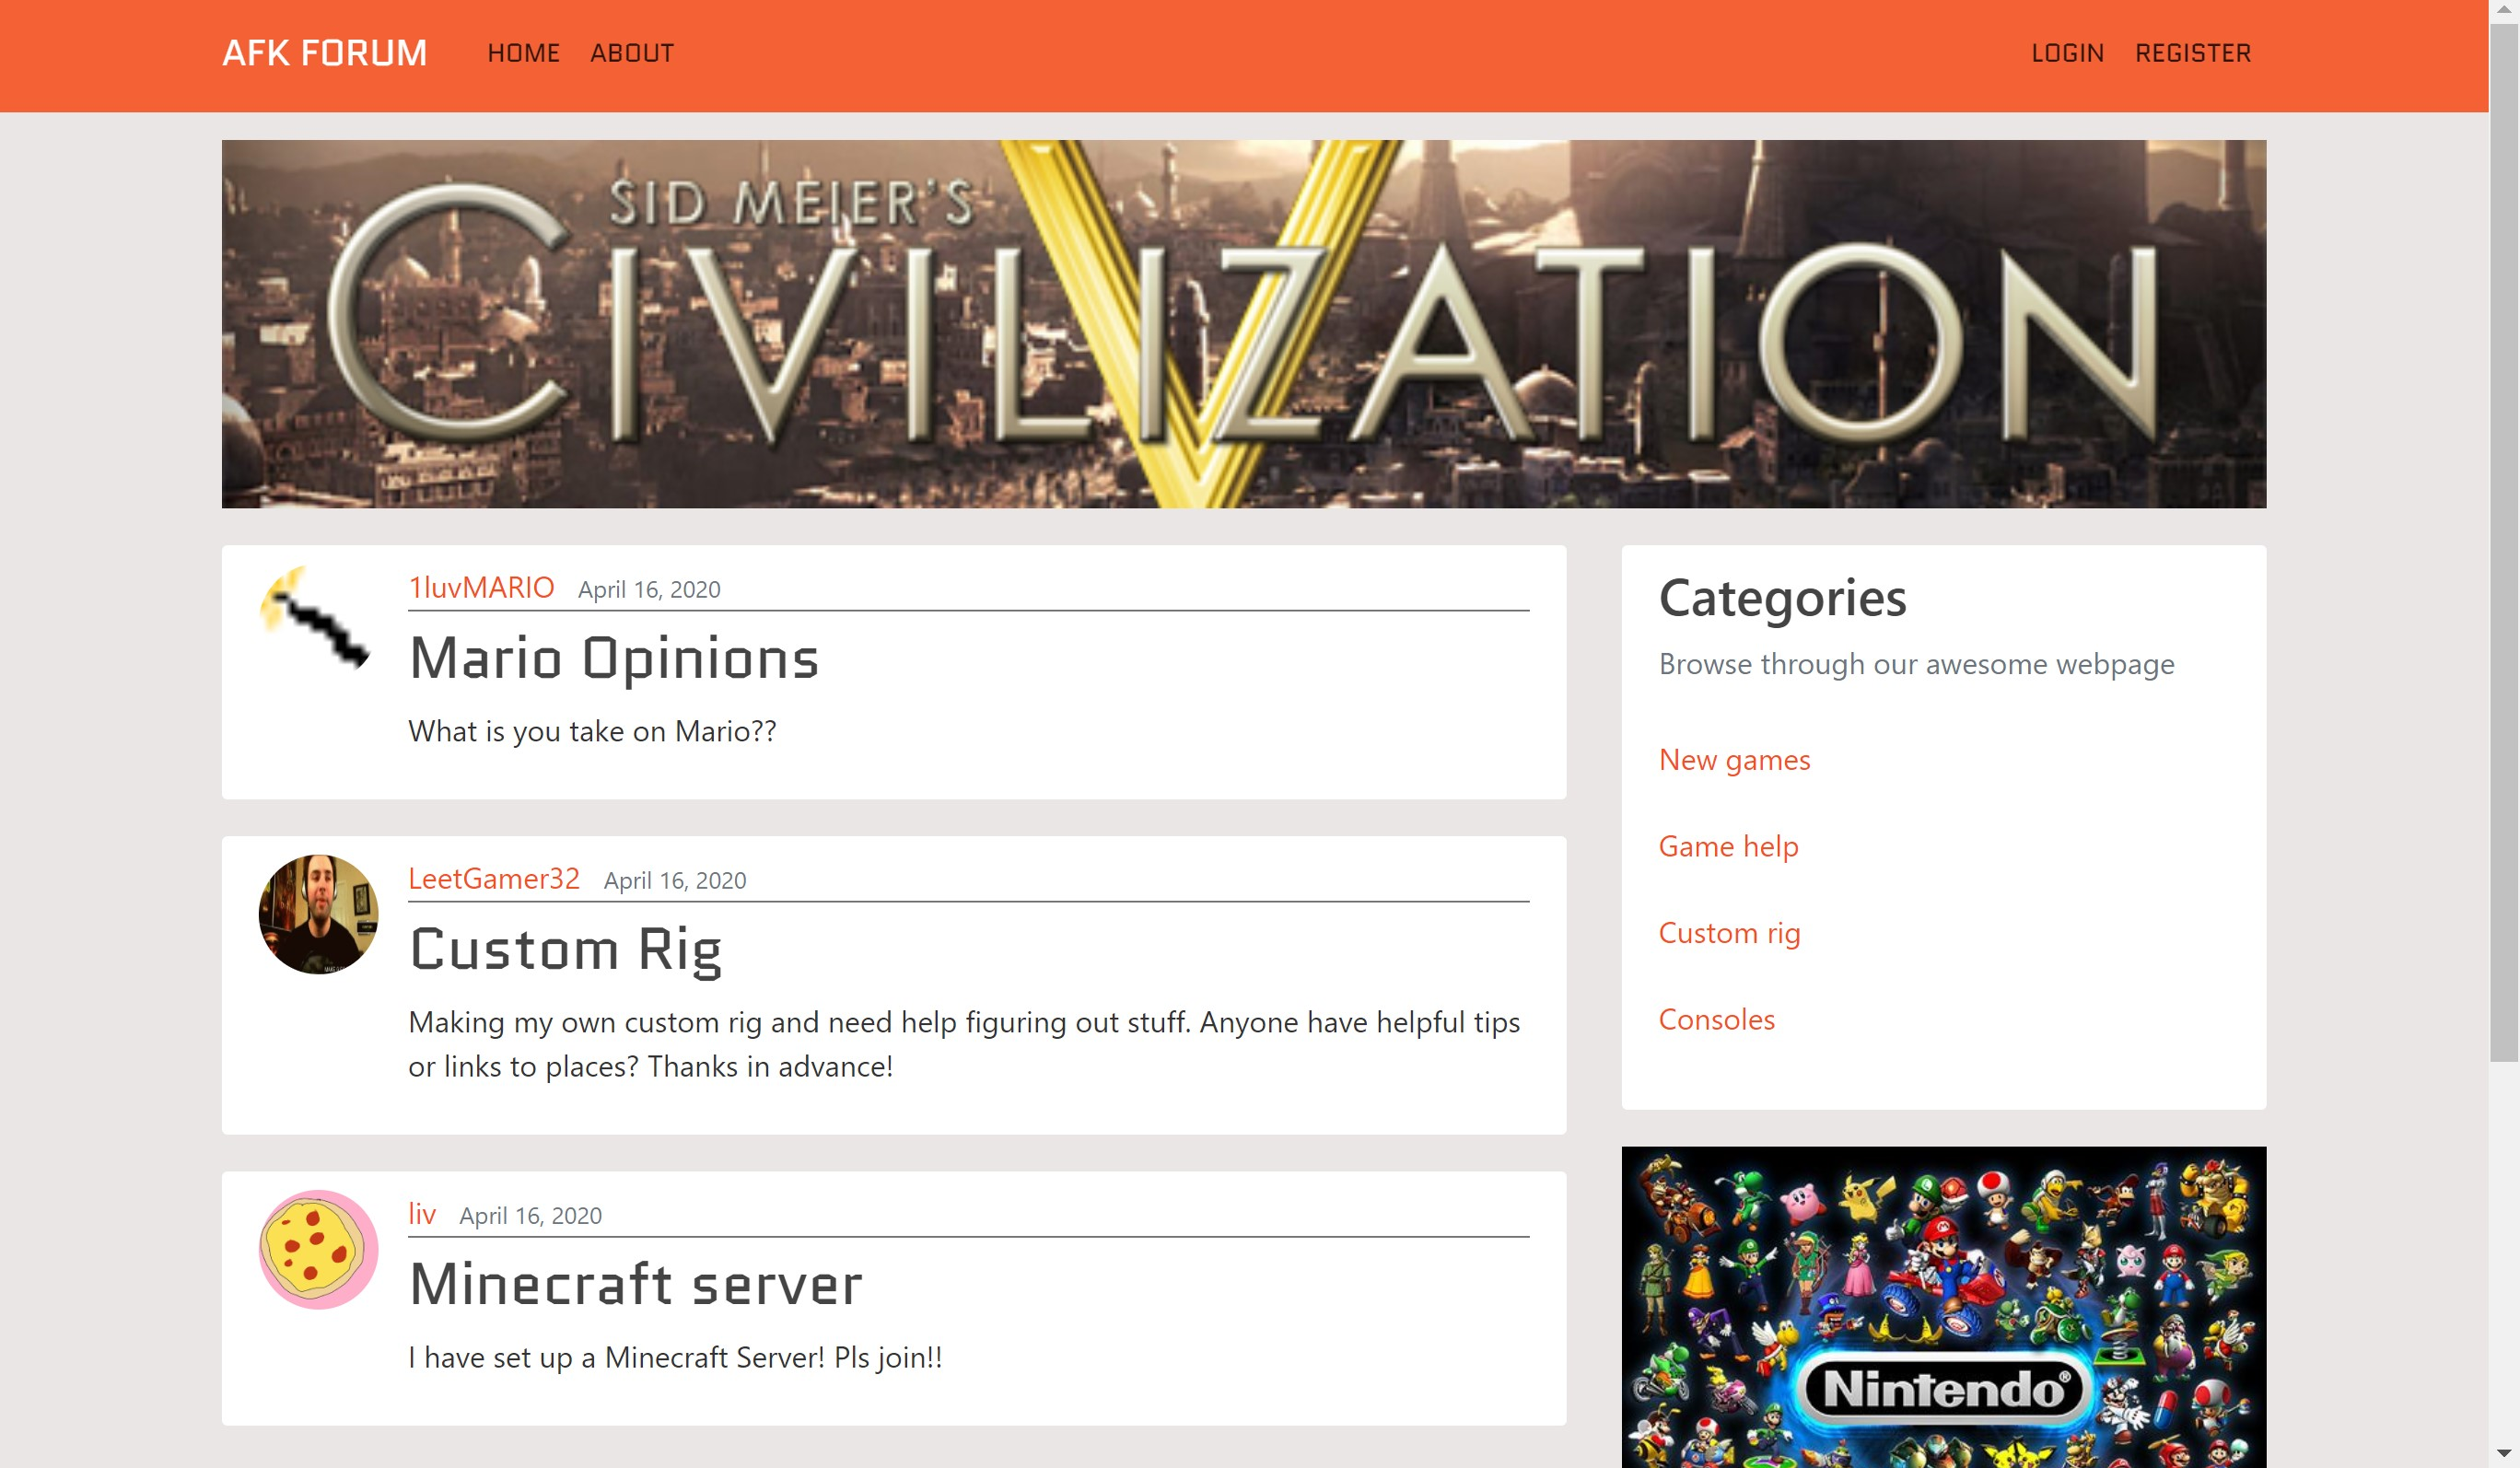 AFK FORUM HOME ABOUT LOGIN REGISTER
SID MEIER'S
CIVILIZATION
V
1luvMARIO April 16, 2020
Mario Opinions
What is you take on Mario??
LeetGamer32 April 16, 2020
Custom Rig
Making my own custom rig and need help figuring out stuff. Anyone have helpful tips
or links to places? Thanks in advance!
liv April 16, 2020
Minecraft server
I have set up a Minecraft Server! Pls join!!
Categories
Browse through our awesome webpage
New games
Game help
Custom rig
Consoles
Nintendo®